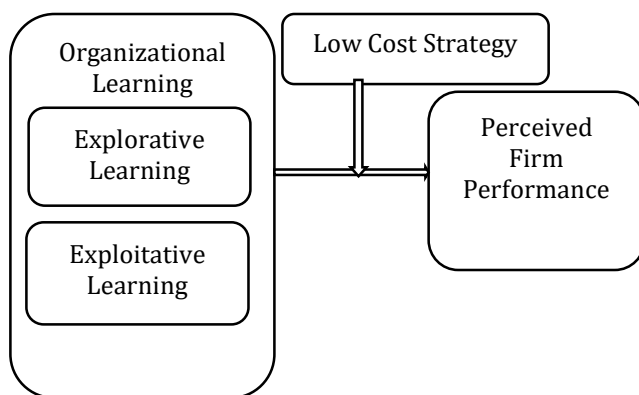 Organizational
Learning
Explorative
Learning
Exploitative
Learning
Low Cost Strategy
Perceived
Firm
Performance